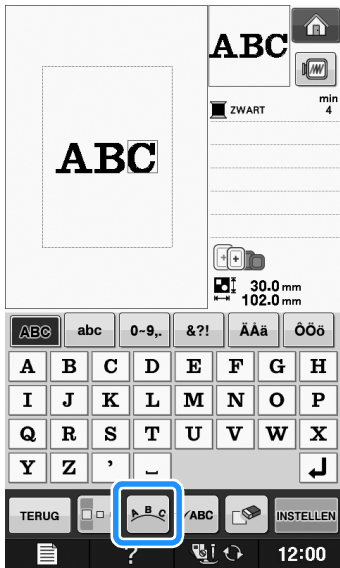 ABC
ABC
ZWART
min
4
30.0 mm
102.0 mm
ABC abc 0~9,. &?! ÄÅä ÔÖö
A B C D E F G H
I J K L M N O P
Q R S T U V W X
Y Z ’ ⌴ ↲
TERUG A B C /ABC INSTELLEN
? 12:00